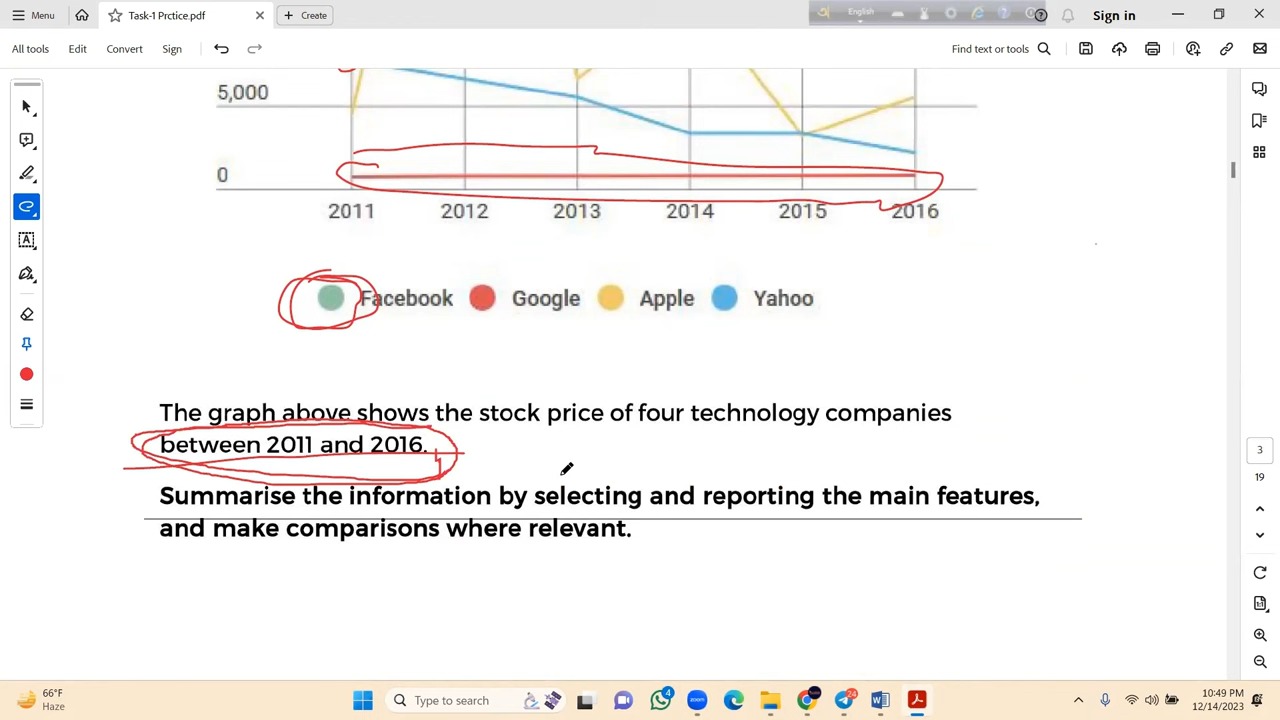 Menu
Task-1 Prctice.pdf
Create
English
Sign in
All tools
Edit
Convert
Sign
Find text or tools
5,000
0
2011 2012 2013 2014 2015 2016
Facebook Google Apple Yahoo
The graph above shows the stock price of four technology companies
between 2011 and 2016.
Summarise the information by selecting and reporting the main features,
and make comparisons where relevant.
3
19
66°F
Haze
Type to search
4
24
10:49 PM
12/14/2023